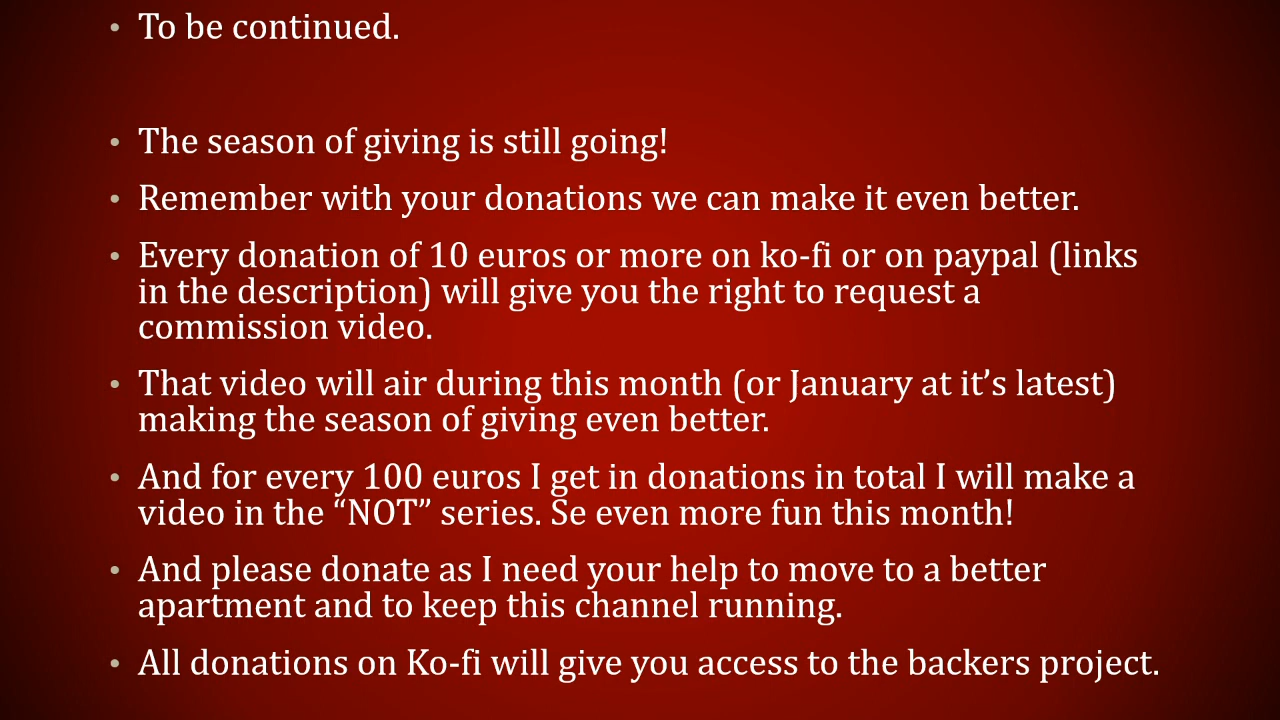 • To be continued.
• The season of giving is still going!
• Remember with your donations we can make it even better.
• Every donation of 10 euros or more on ko-fi or on paypal (links
in the description) will give you the right to request a
commission video.
• That video will air during this month (or January at it’s latest)
making the season of giving even better.
• And for every 100 euros I get in donations in total I will make a
video in the “NOT” series. Se even more fun this month!
• And please donate as I need your help to move to a better
apartment and to keep this channel running.
• All donations on Ko-fi will give you access to the backers project.